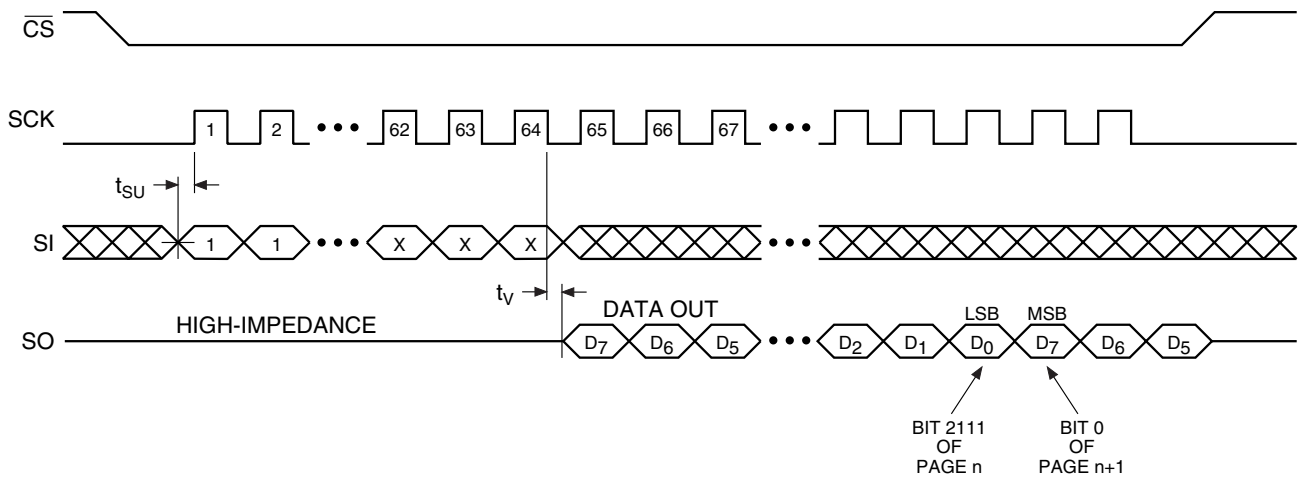 CS
SCK 1 2 ••• 62 63 64 65 66 67 •••
tSU
SI 1 1 ••• X X X •••
tV
HIGH-IMPEDANCE DATA OUT LSB MSB
SO D7 D6 D5 ••• D2 D1 D0 D7 D6 D5
BIT 2111
OF
PAGE n
BIT 0
OF
PAGE n+1